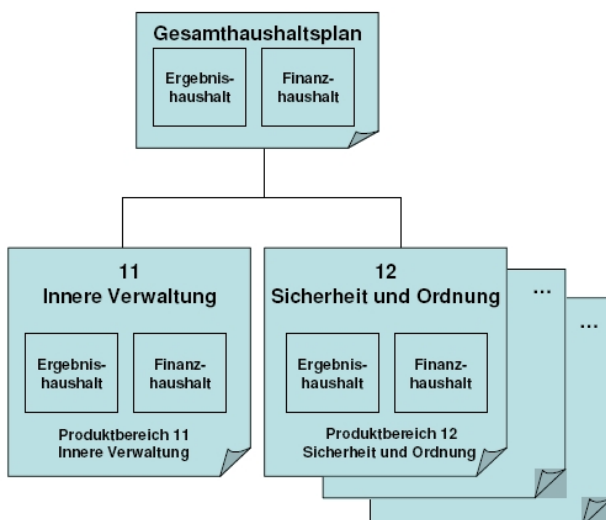 Gesamthaushaltsplan
Ergebnis-
haushalt
Finanz-
haushalt
11
Innere Verwaltung
Ergebnis-
haushalt
Finanz-
haushalt
Produktbereich 11
Innere Verwaltung
12
Sicherheit und Ordnung
Ergebnis-
haushalt
Finanz-
haushalt
Produktbereich 12
Sicherheit und Ordnung
...
...